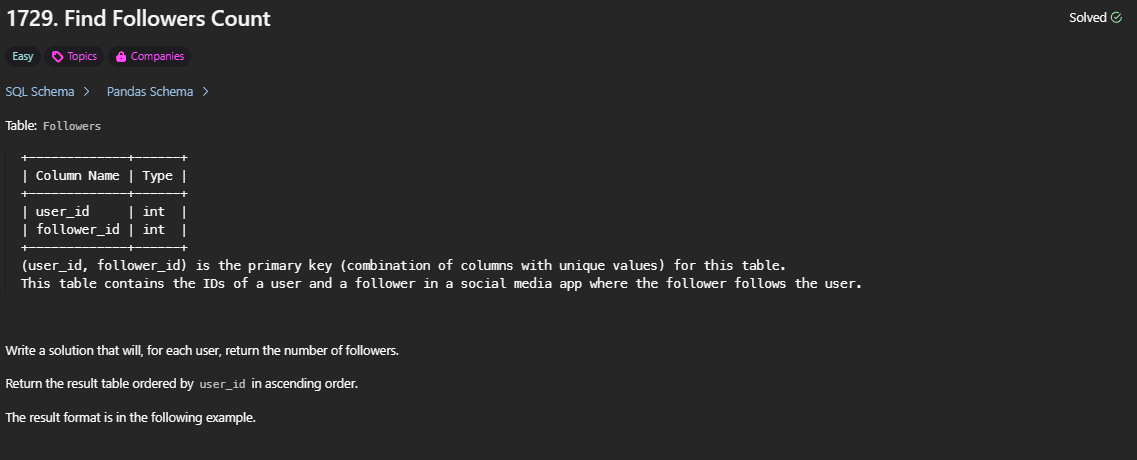 1729. Find Followers Count
Solved
Easy Topics Companies
SQL Schema > Pandas Schema >
Table: Followers
+-------------+------+
| Column Name | Type |
+-------------+------+
| user_id     | int  |
| follower_id | int  |
+-------------+------+
(user_id, follower_id) is the primary key (combination of columns with unique values) for this table.
This table contains the IDs of a user and a follower in a social media app where the follower follows the user.
Write a solution that will, for each user, return the number of followers.
Return the result table ordered by user_id in ascending order.
The result format is in the following example.